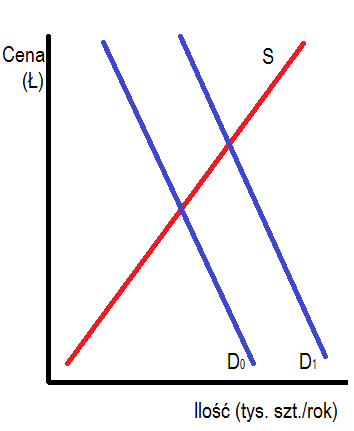 Cena
(Ł)
S
D₀
D₁
Ilość (tys. szt./rok)